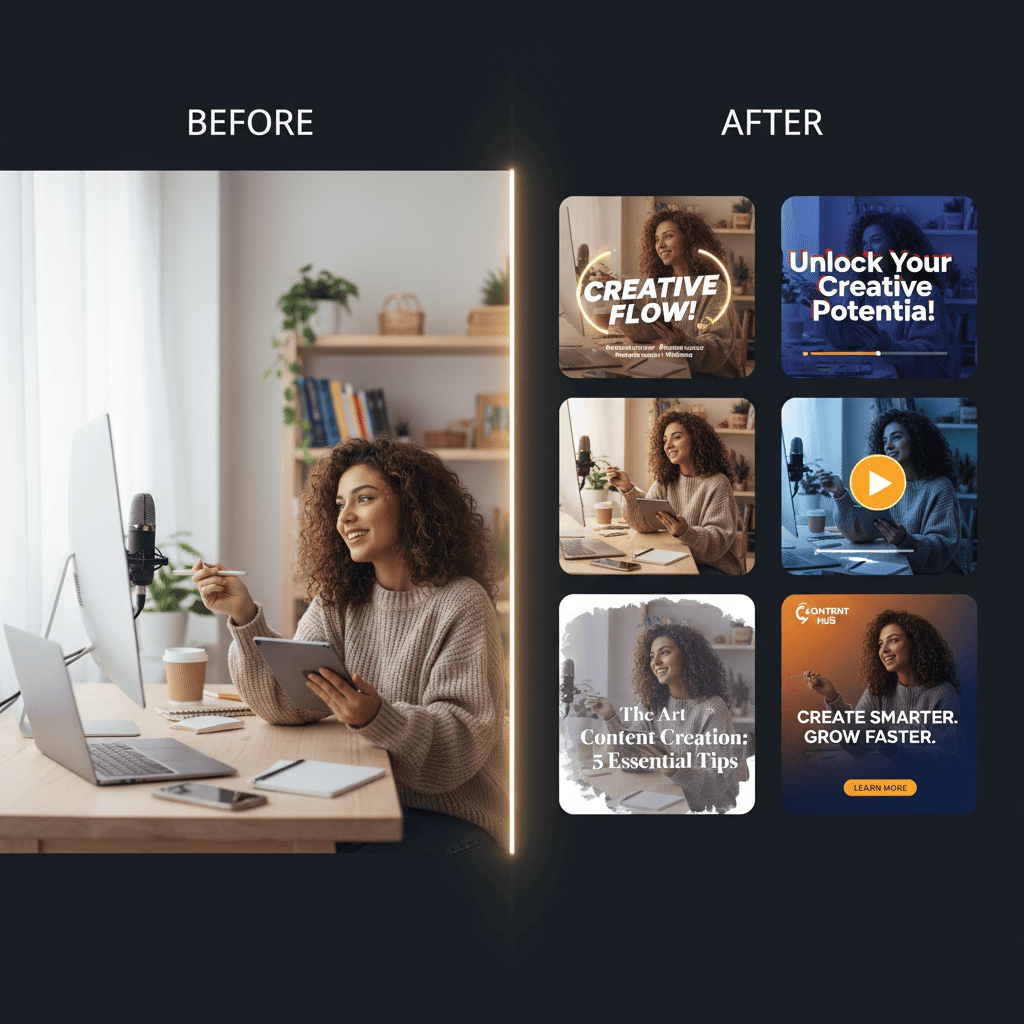 BEFORE
AFTER
CREATIVE
FLOW!
Unlock Your
Creative
Potentia!
The Art
Content Creation:
5 Essential Tips
CONTRNT
HUS
CREATE SMARTER.
GROW FASTER.
LEARN MORE